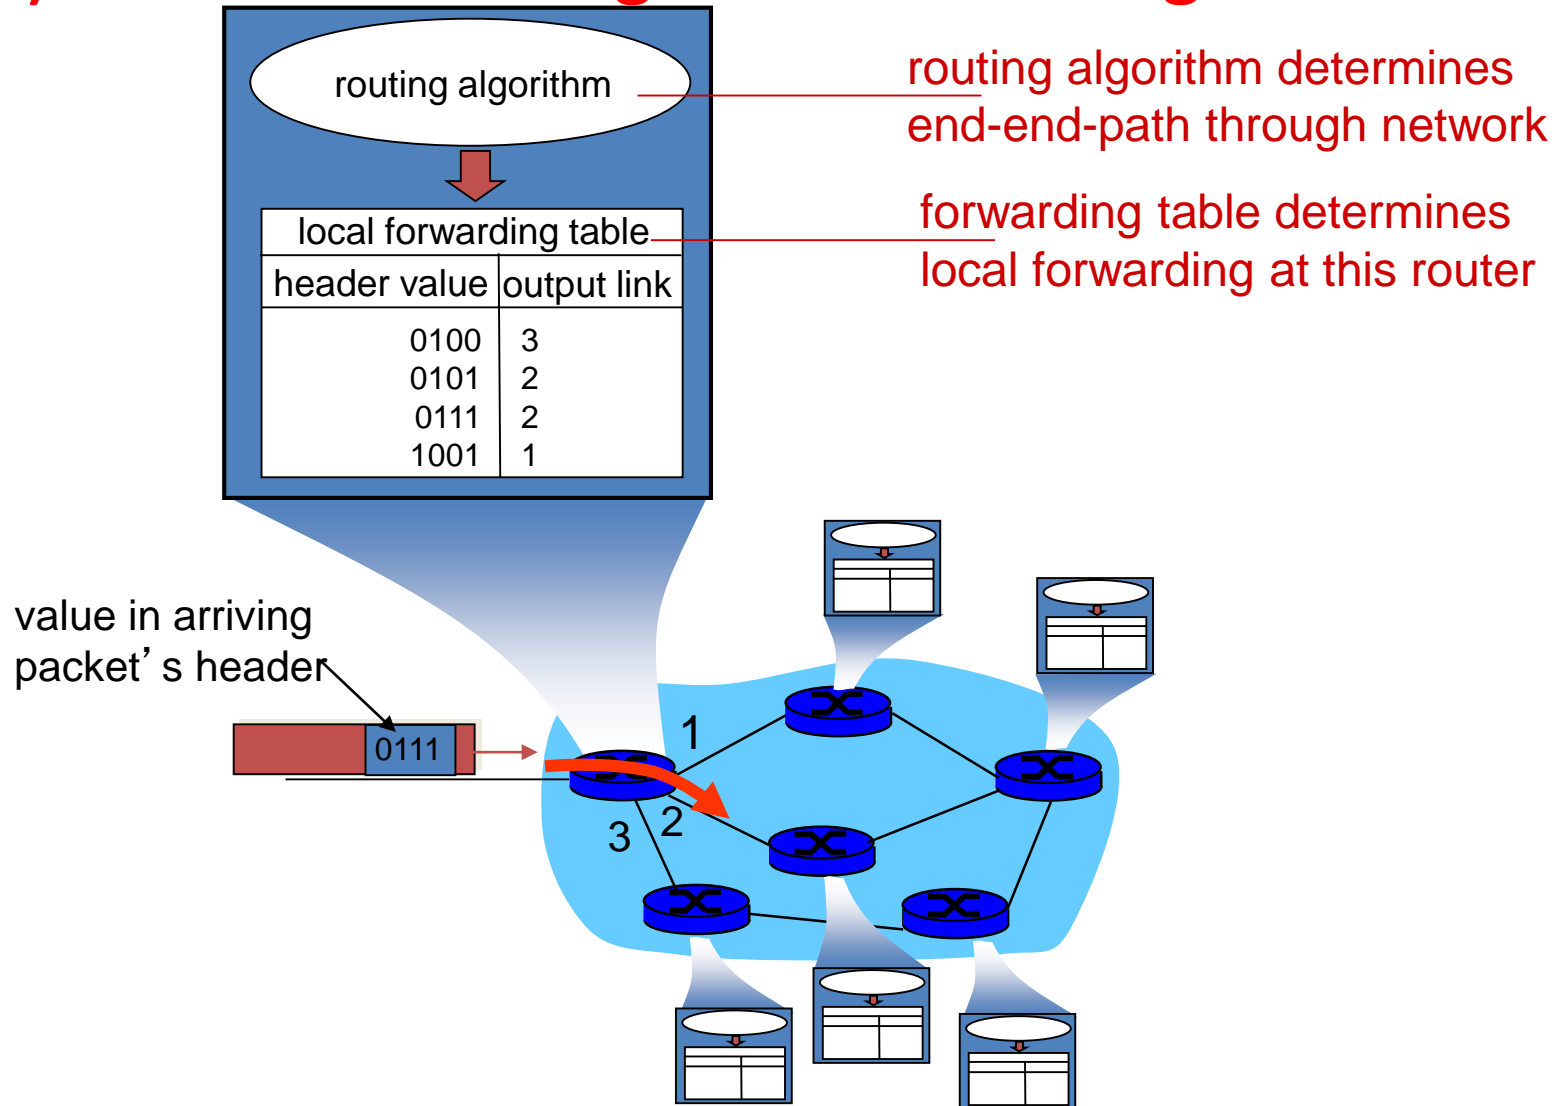 routing algorithm
routing algorithm determines
end-end-path through network
local forwarding table
forwarding table determines
local forwarding at this router
header value output link
0100 3
0101 2
0111 2
1001 1
value in arriving
packet’s header
0111
1
2
3